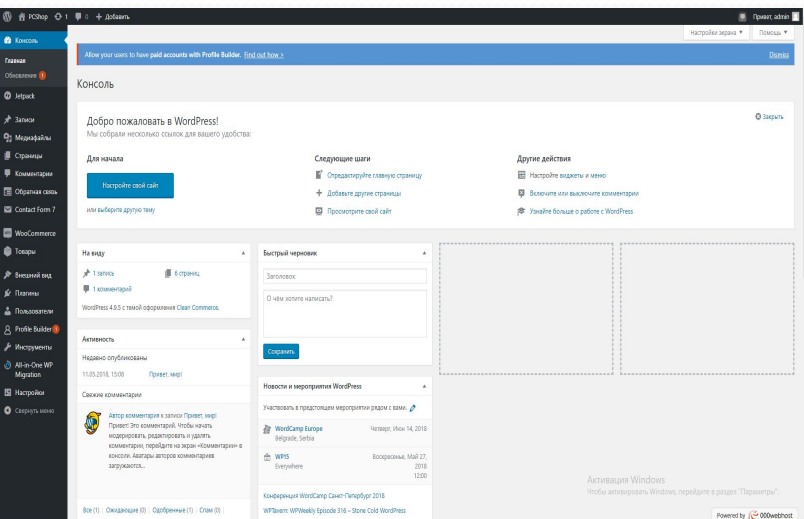 PCShop 1 0 + Добавить Привет, admin
Настройки экрана ▼ Помощь ▼
Консоль
Главная
Обновления 1
Jetpack
Записи
Медиафайлы
Страницы
Комментарии
Обратная связь
Contact Form 7
WooCommerce
Товары
Внешний вид
Плагины
Пользователи
Profile Builder 1
Инструменты
All-in-One WP
Migration
Настройки
Свернуть меню
Allow your users to have paid accounts with Profile Builder. Find out how > Dismiss
Консоль
Добро пожаловать в WordPress! Закрыть
Мы собрали несколько ссылок для вашего удобства:
Для начала
Настройте свой сайт
или выберите другую тему
Следующие шаги
Отредактируйте главную страницу
Добавьте другие страницы
Просмотрите свой сайт
Другие действия
Настройте виджеты и меню
Включите или выключите комментарии
Узнайте больше о работе с WordPress
На виду
1 запись 6 страниц
1 комментарий
WordPress 4.9.5 с темой оформления Clean Commerce.
Активность
Недавно опубликованы
11.05.2018, 15:08 Привет, мир!
Свежие комментарии
Автор комментария к записи Привет, мир!
Привет! Это комментарий. Чтобы начать
модерировать, редактировать и удалять
комментарии, перейдите на экран «Комментарии» в
консоли. Аватары авторов комментариев
загружаются…
Все (1) | Ожидающие (0) | Одобренные (1) | Спам (0) |
Быстрый черновик
Заголовок
О чём хотите написать?
Сохранить
Новости и мероприятия WordPress
Участвовать в предстоящем мероприятии рядом с вами.
WordCamp Europe Четверг, Июн 14, 2018
Belgrade, Serbia
WP15 Воскресенье, Май 27,
Everywhere 2018
12:00
Конференция WordCamp Санкт-Петербург 2018
WPTavern: WPWeekly Episode 316 – Stone Cold WordPress
Активация Windows
Чтобы активировать Windows, перейдите в раздел "Параметры".
Powered by 000webhost